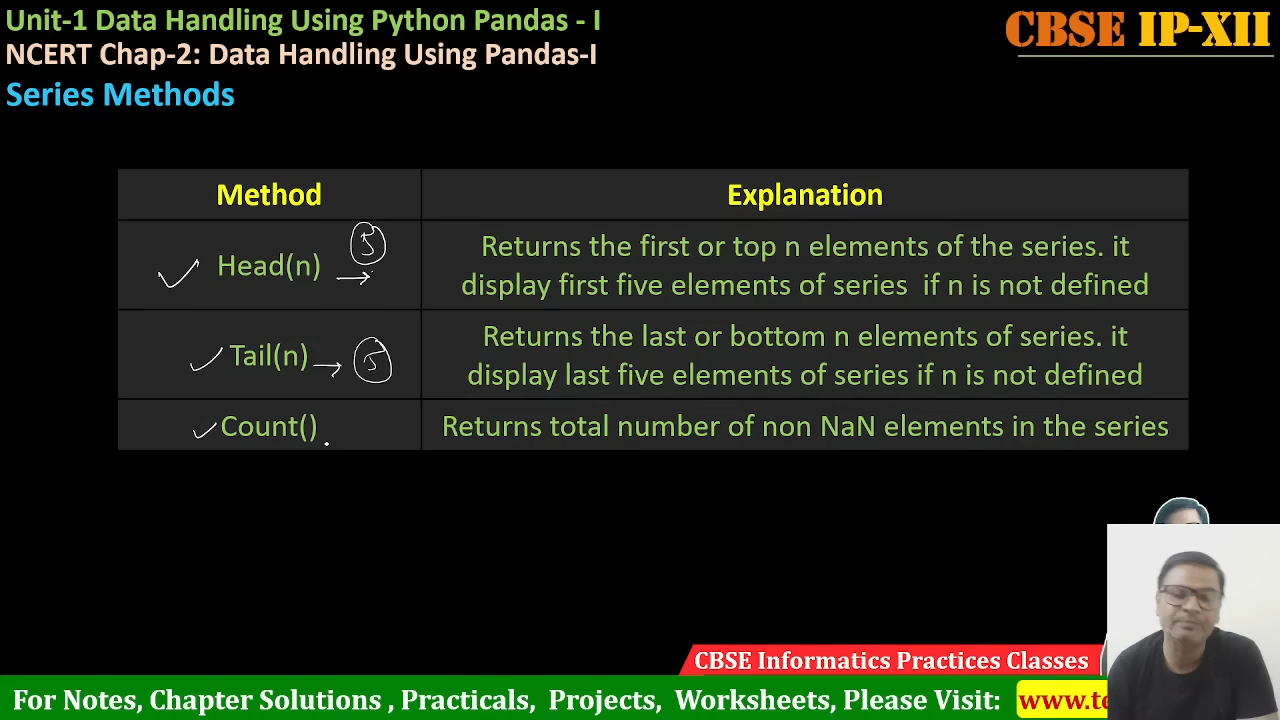 Unit-1 Data Handling Using Python Pandas - I
CBSE IP-XII
NCERT Chap-2: Data Handling Using Pandas-I
Series Methods
Method
Explanation
Head(n)
5
Returns the first or top n elements of the series. it
display first five elements of series if n is not defined
Tail(n)
5
Returns the last or bottom n elements of series. it
display last five elements of series if n is not defined
Count()
Returns total number of non NaN elements in the series
CBSE Informatics Practices Classes
For Notes, Chapter Solutions , Practicals, Projects, Worksheets, Please Visit: